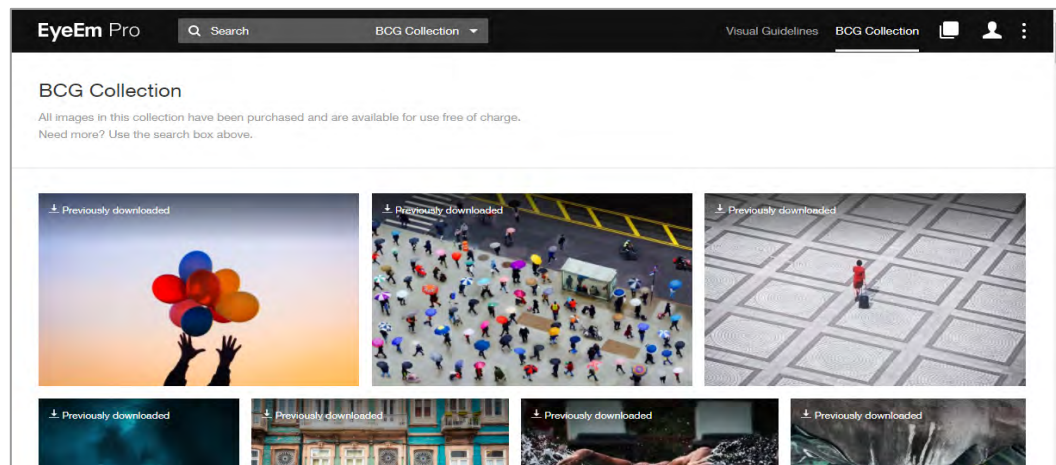 EyeEm Pro Search BCG Collection Visual Guidelines BCG Collection
BCG Collection
All images in this collection have been purchased and are available for use free of charge.
Need more? Use the search box above.
Previously downloaded Previously downloaded Previously downloaded
Previously downloaded Previously downloaded Previously downloaded Previously downloaded